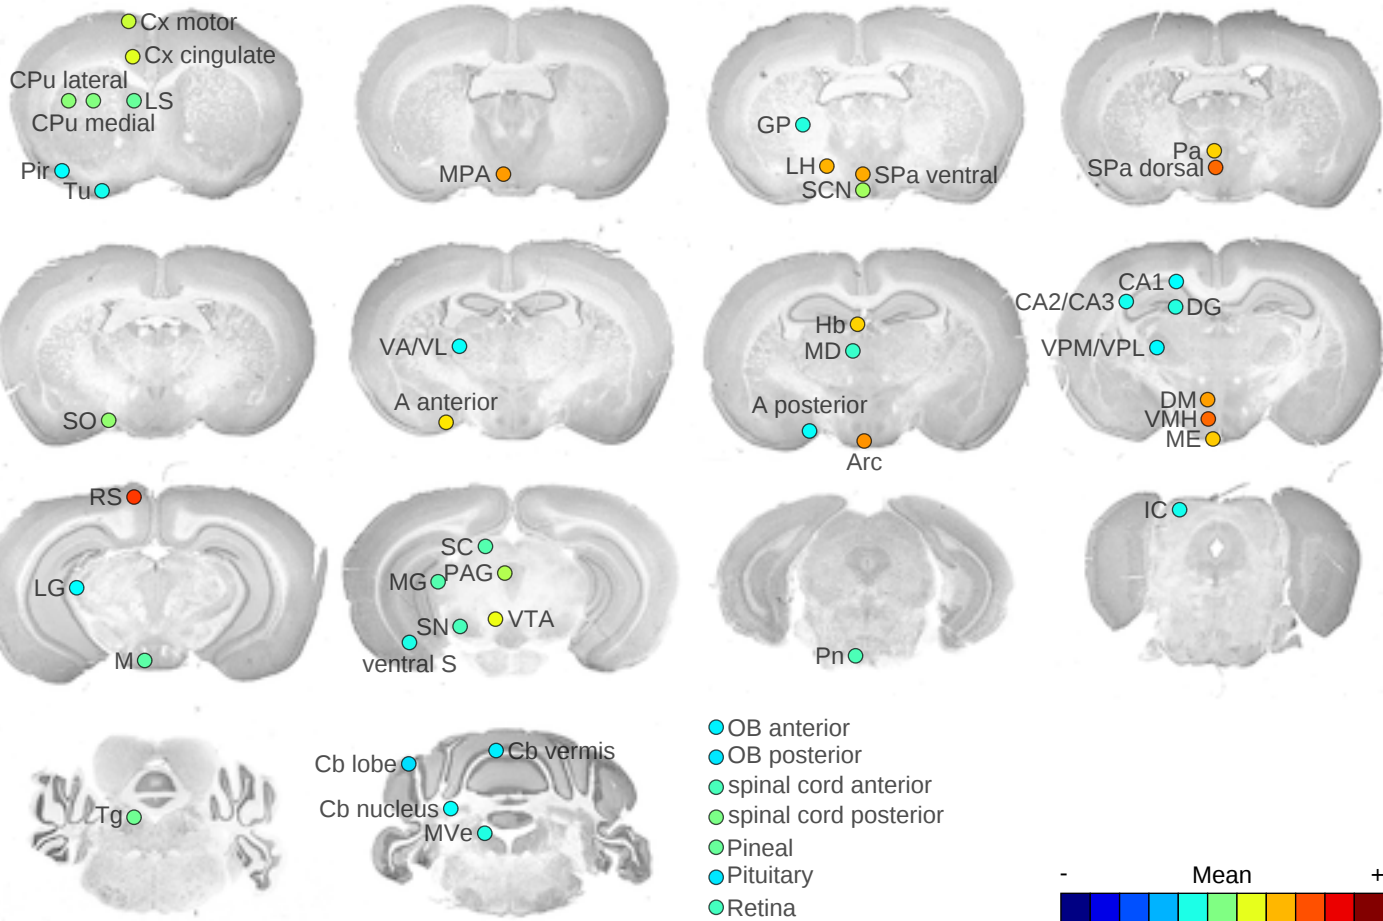 Cx motor
Cx cingulate
CPu lateral
LS
CPu medial
Pir
Tu
MPA
GP
LH
SPa ventral
SCN
Pa
SPa dorsal
SO
VA/VL
A anterior
Hb
MD
A posterior
Arc
CA1
CA2/CA3
DG
VPM/VPL
DM
VMH
ME
RS
LG
M
SC
PAG
MG
VTA
SN
ventral S
Pn
IC
Tg
Cb vermis
Cb lobe
Cb nucleus
MVe
OB anterior
OB posterior
spinal cord anterior
spinal cord posterior
Pineal
Pituitary
Retina
- Mean +